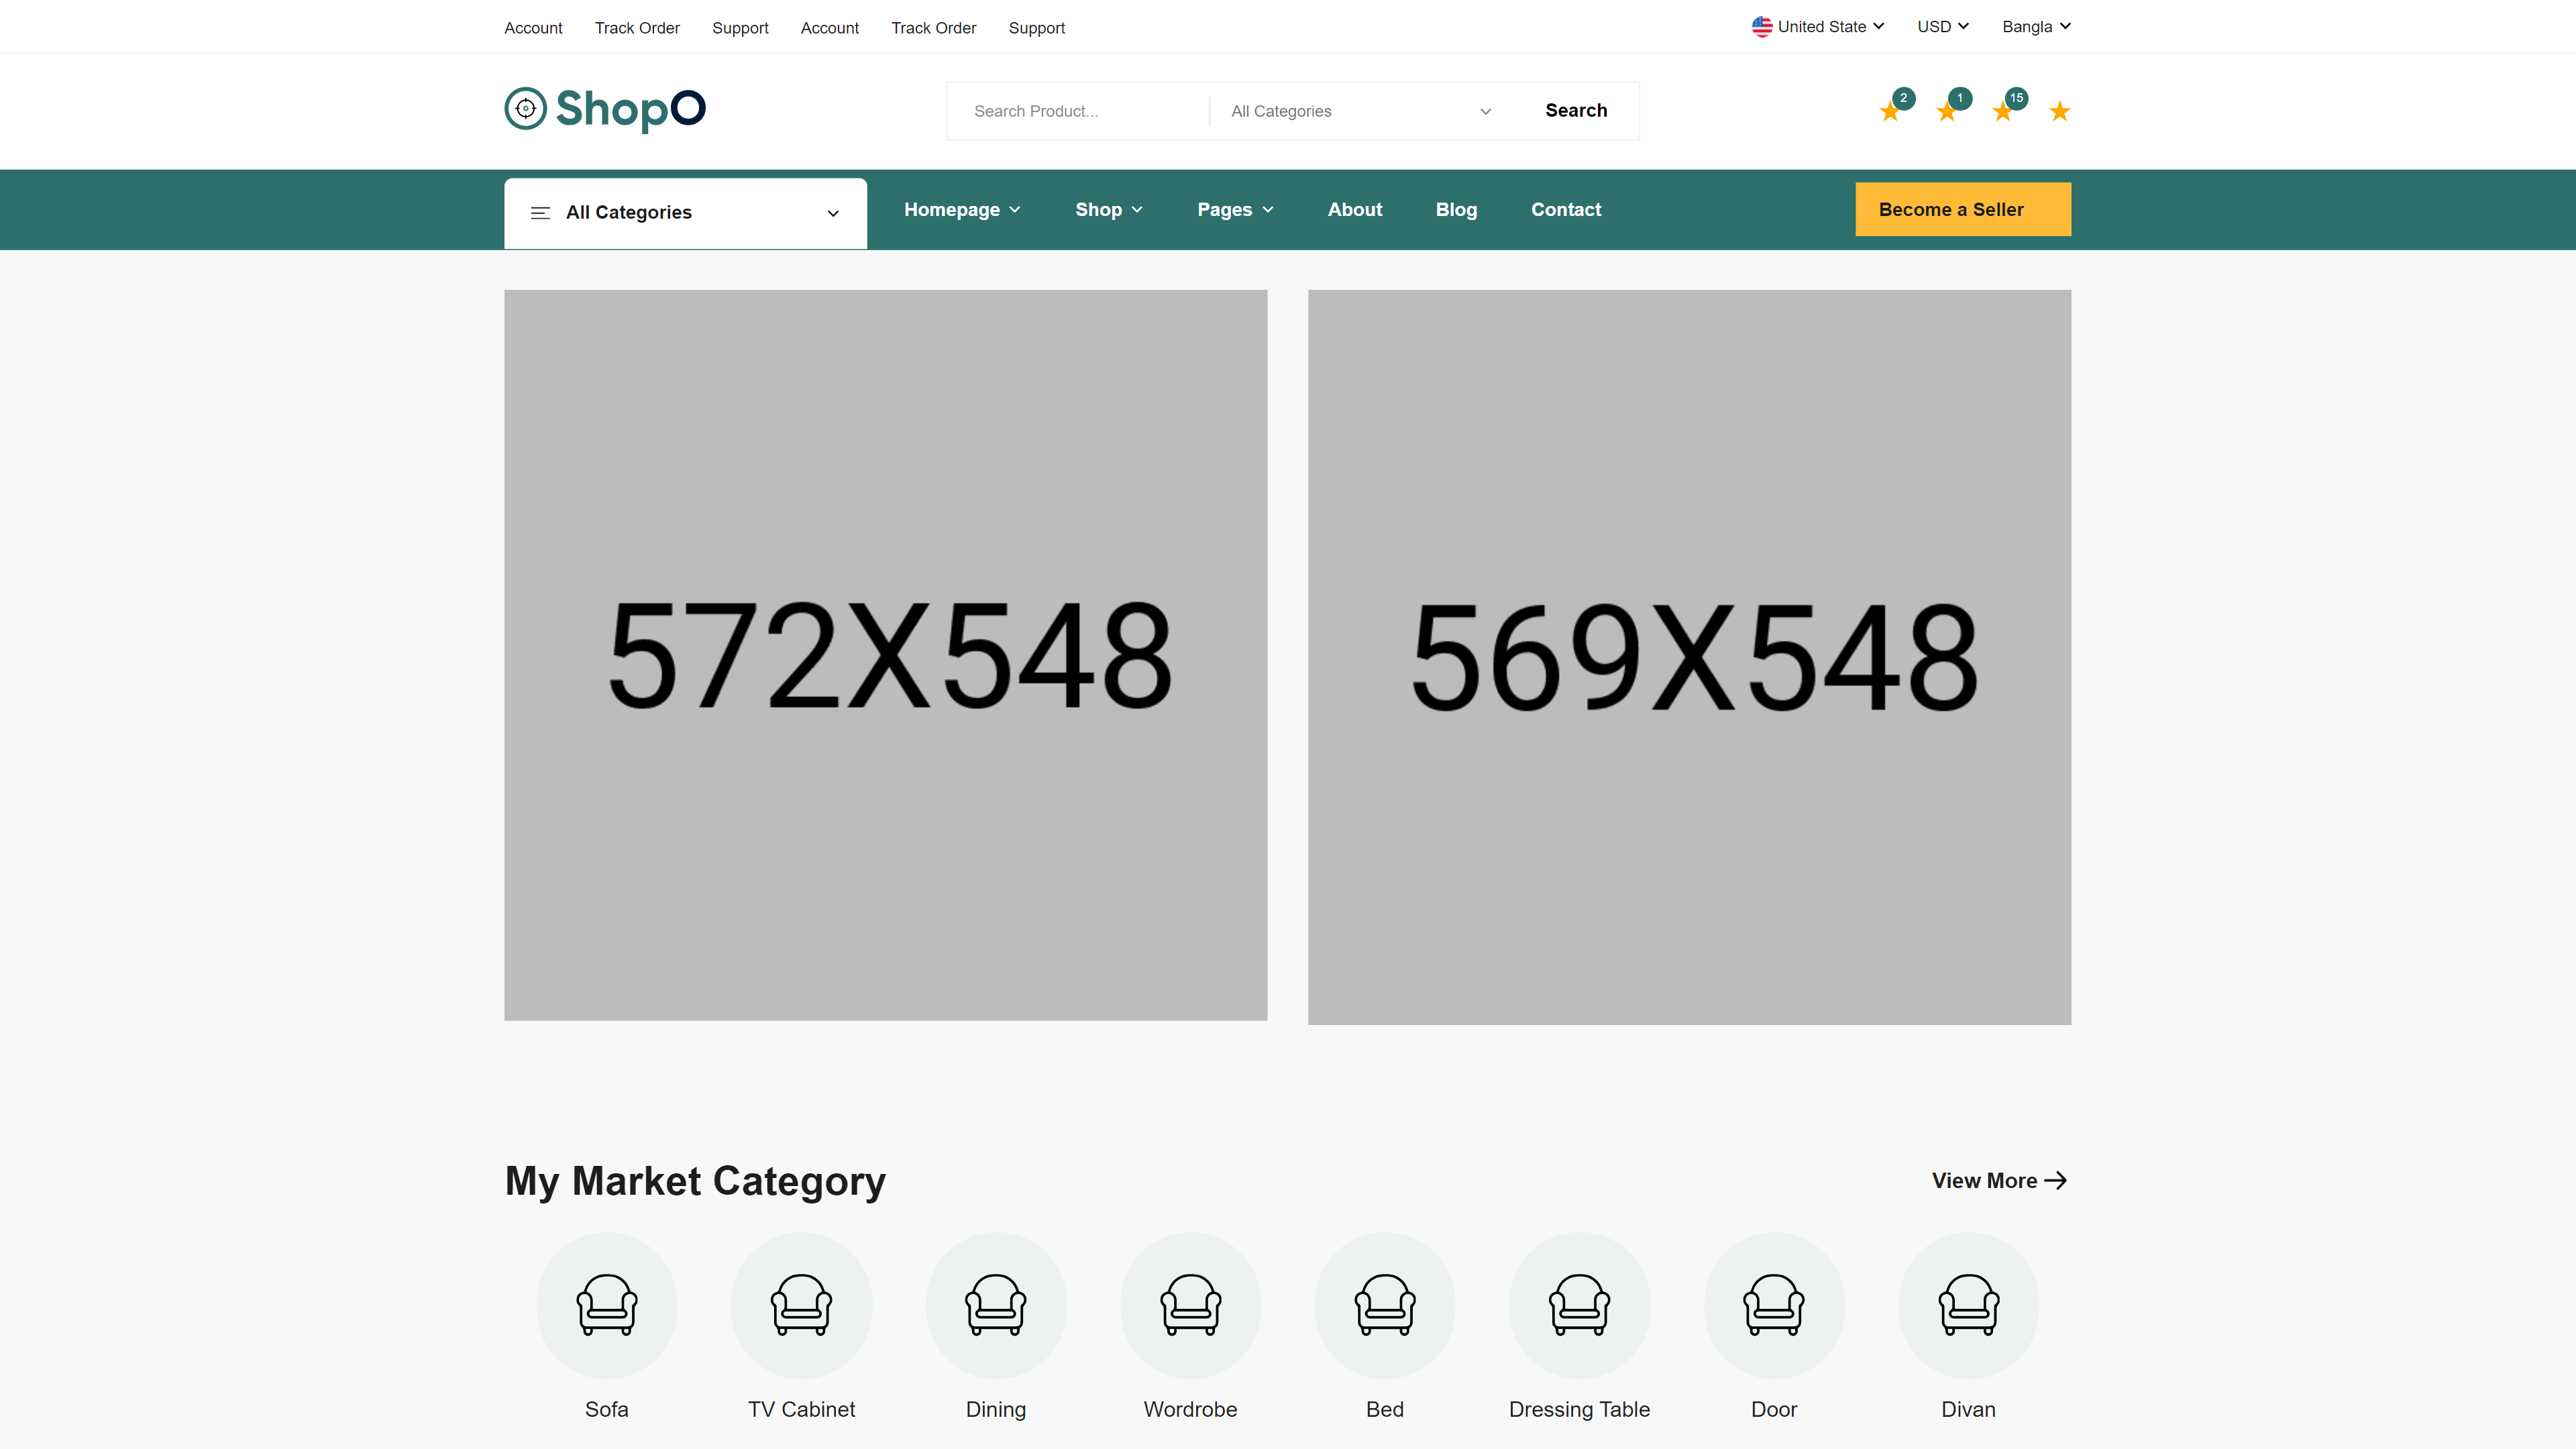 Account Track Order Support Account Track Order Support United State USD Bangla
ShopO Search Product... All Categories Search 2 1 15
All Categories Homepage Shop Pages About Blog Contact Become a Seller
572X548 569X548
My Market Category View More
Sofa TV Cabinet Dining Wordrobe Bed Dressing Table Door Divan